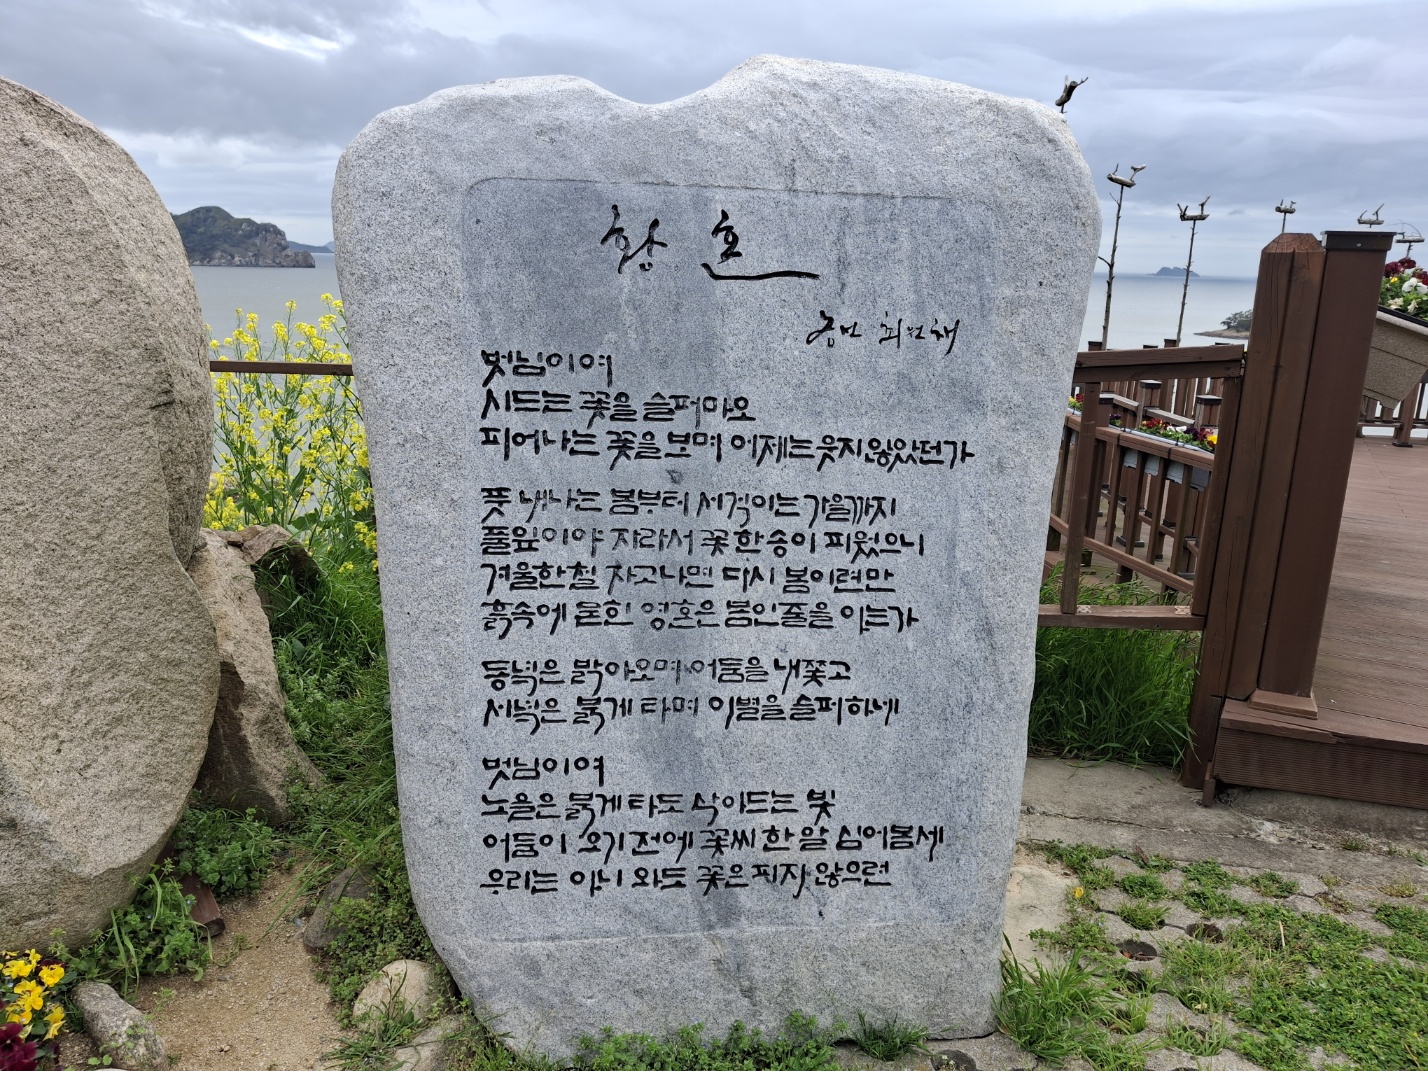 황혼
최
벗님이여
시드는 꽃을 슬퍼마오
피어나는 꽃을 보며 어제는 웃지 않았던가
풋 내나는 봄부터 서걱이는 가을까지
풀잎이야 자라서 꽃 한 송이 피웠으니
겨울한철 자고나면 다시 봄이련만
흙속에 묻힌 영혼은 봄인줄을 아는가
동녘은 밝아오며 어둠을 내쫓고
서녘은 붉게 타며 이별을 슬퍼하네
벗님이여
노을은 붉게 타도 삭아드는 빛
어둠이 오기 전에 꽃씨 한 알 심어봄세
우리는 아니 와도 꽃은 피지 않으련